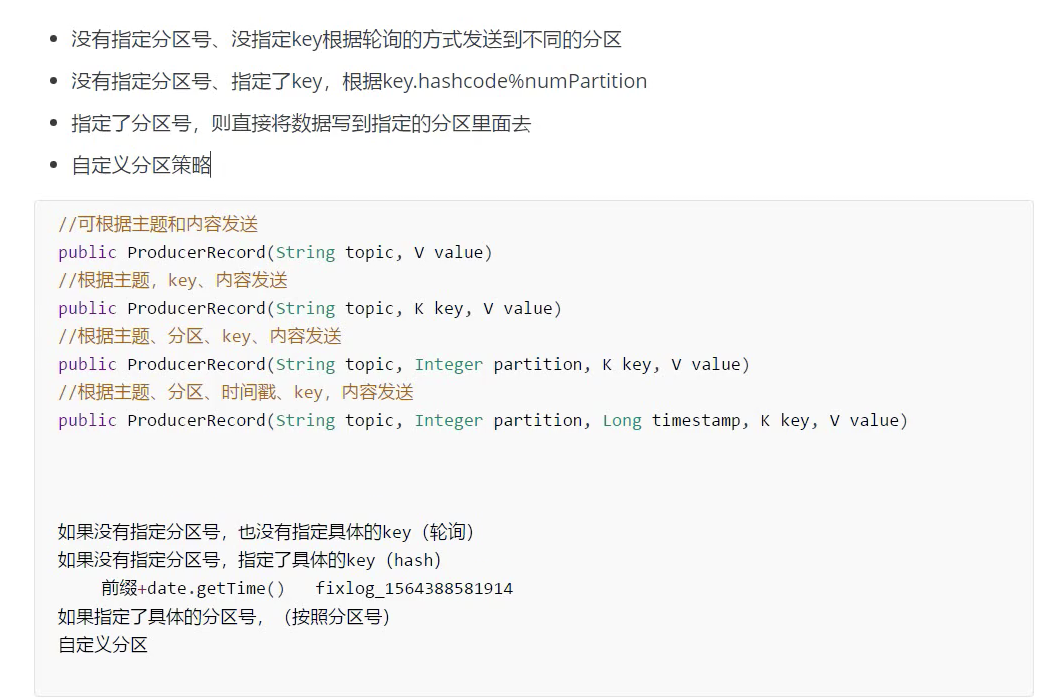 没有指定分区号、没指定key根据轮询的方式发送到不同的分区
没有指定分区号、指定了key，根据key.hashcode%numPartition
指定了分区号，则直接将数据写到指定的分区里面去
自定义分区策略
//可根据主题和内容发送
public ProducerRecord(String topic, V value)
//根据主题，key、内容发送
public ProducerRecord(String topic, K key, V value)
//根据主题、分区、key、内容发送
public ProducerRecord(String topic, Integer partition, K key, V value)
//根据主题、分区、时间戳、key，内容发送
public ProducerRecord(String topic, Integer partition, Long timestamp, K key, V value)
如果没有指定分区号，也没有指定具体的key（轮询）
如果没有指定分区号，指定了具体的key（hash）
前缀+date.getTime() fixlog_1564388581914
如果指定了具体的分区号，（按照分区号）
自定义分区